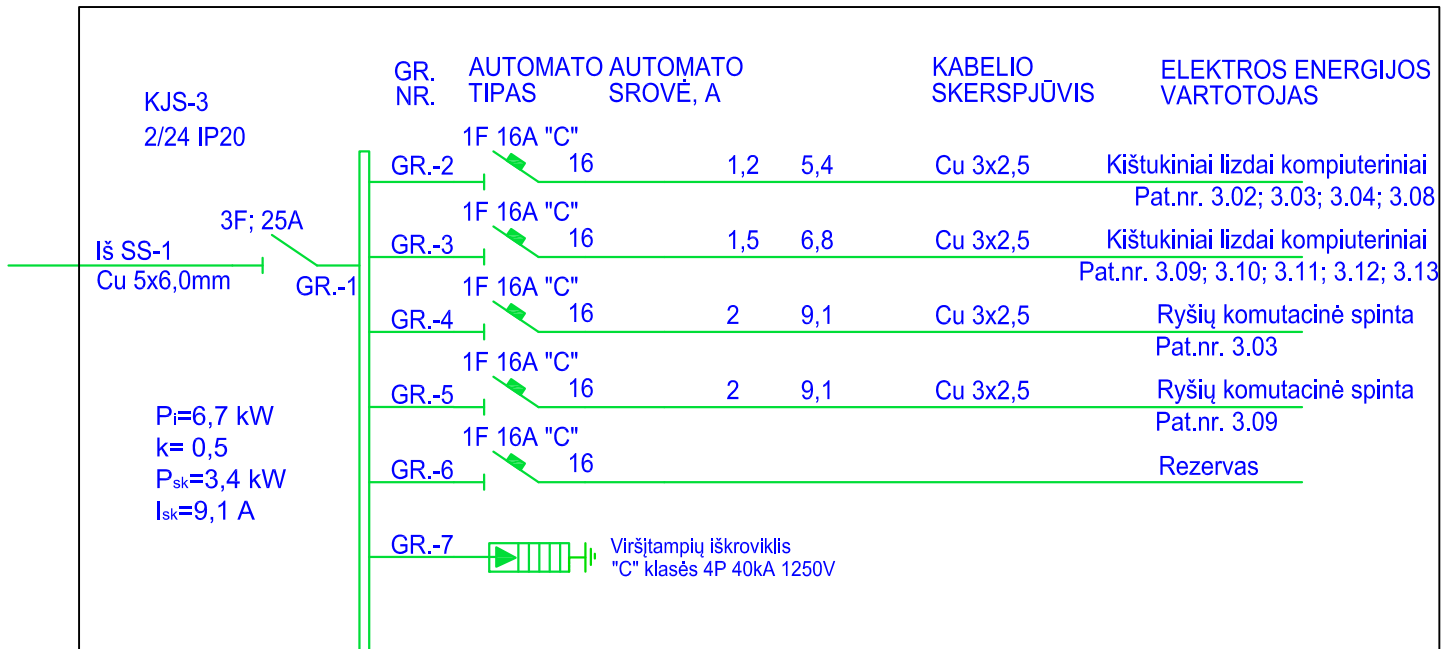 KJS-3
2/24 IP20
GR. NR.
AUTOMATO TIPAS
AUTOMATO SROVĖ, A
KABELIO SKERSPJŪVIS
ELEKTROS ENERGIJOS VARTOTOJAS
Iš SS-1
Cu 5x6,0mm
3F; 25A
GR.-1
1F 16A "C"
GR.-2 16 1,2 5,4 Cu 3x2,5 Kištukiniai lizdai kompiuteriniai
Pat.nr. 3.02; 3.03; 3.04; 3.08
1F 16A "C"
GR.-3 16 1,5 6,8 Cu 3x2,5 Kištukiniai lizdai kompiuteriniai
Pat.nr. 3.09; 3.10; 3.11; 3.12; 3.13
1F 16A "C"
GR.-4 16 2 9,1 Cu 3x2,5 Ryšių komutacinė spinta
Pat.nr. 3.03
1F 16A "C"
GR.-5 16 2 9,1 Cu 3x2,5 Ryšių komutacinė spinta
Pat.nr. 3.09
1F 16A "C"
GR.-6 16 Rezervas
GR.-7 Viršįtampių iškroviklis
"C" klasės 4P 40kA 1250V
Pi=6,7 kW
k= 0,5
Psk=3,4 kW
Isk=9,1 A